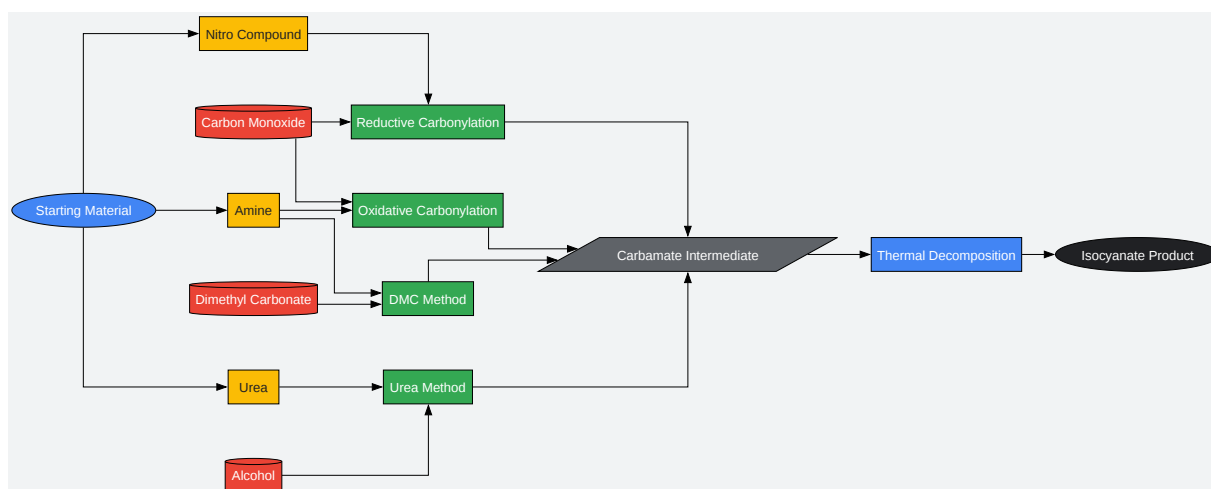 Nitro Compound
Carbon Monoxide
Reductive Carbonylation
Starting Material
Amine
Oxidative Carbonylation
Carbamate Intermediate
Thermal Decomposition
Isocyanate Product
Dimethyl Carbonate
DMC Method
Urea
Urea Method
Alcohol